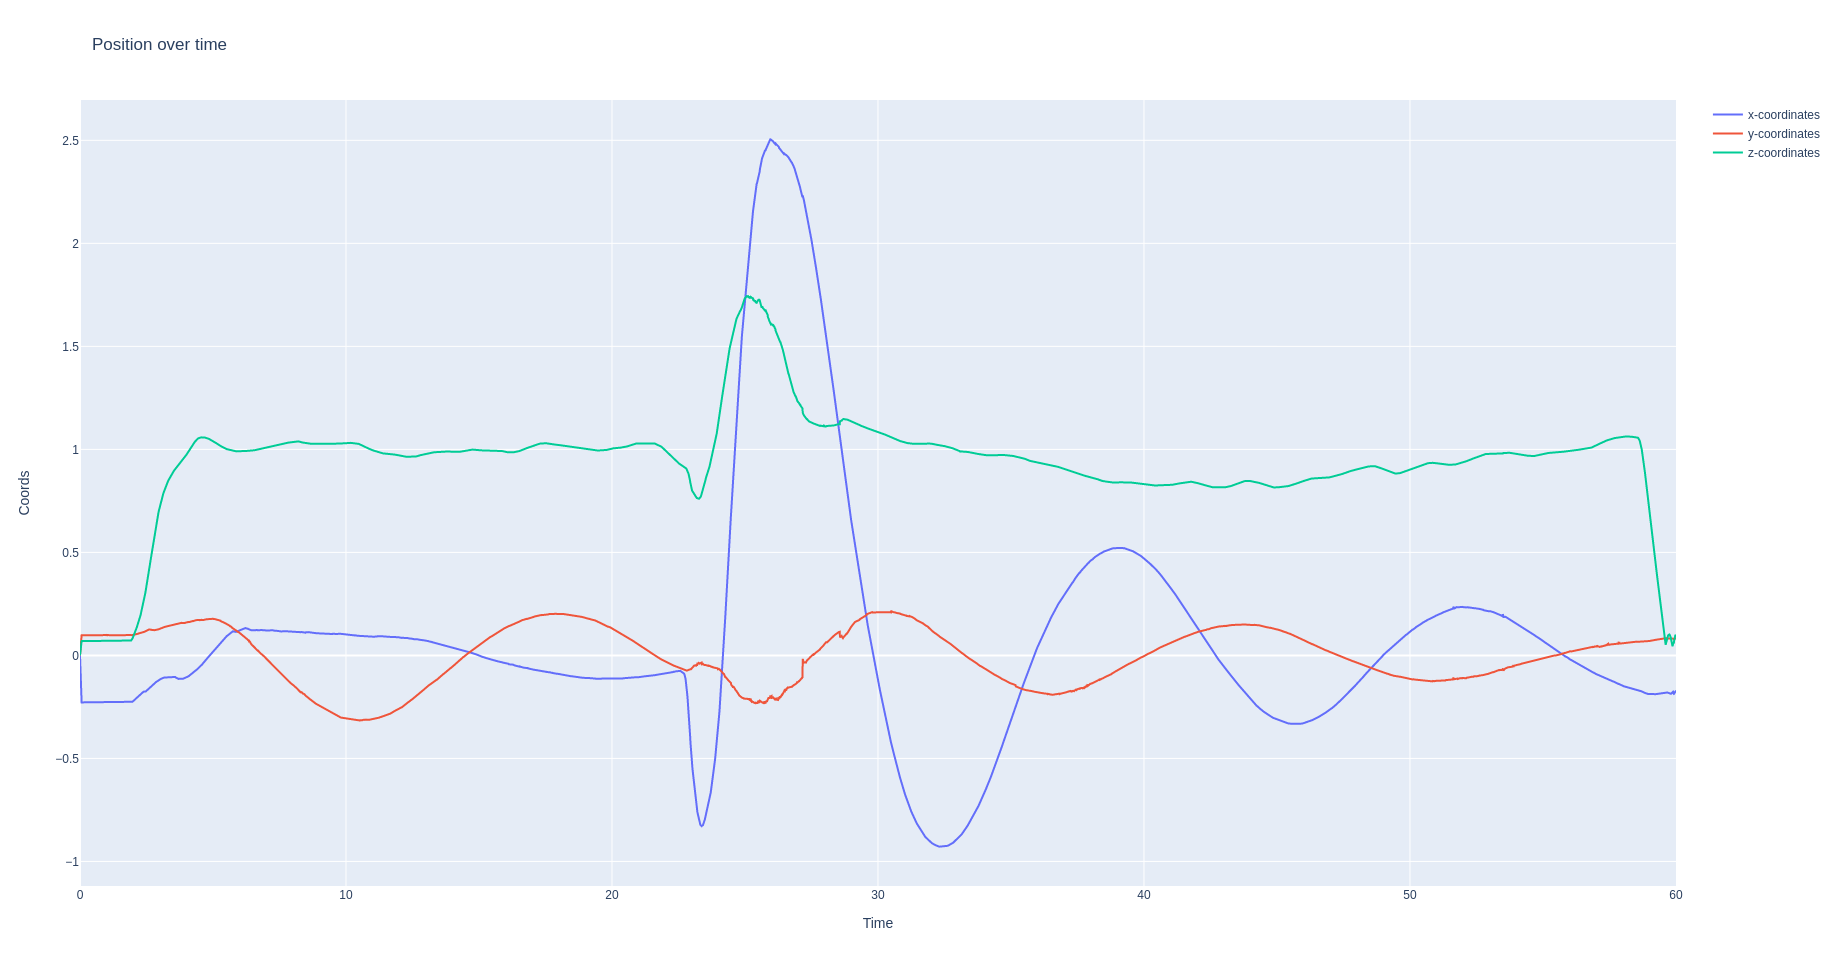 Position over time
x-coordinates
y-coordinates
z-coordinates
2.5
2
1.5
1
0.5
0
−0.5
−1
Coords
0 10 20 30 40 50 60
Time